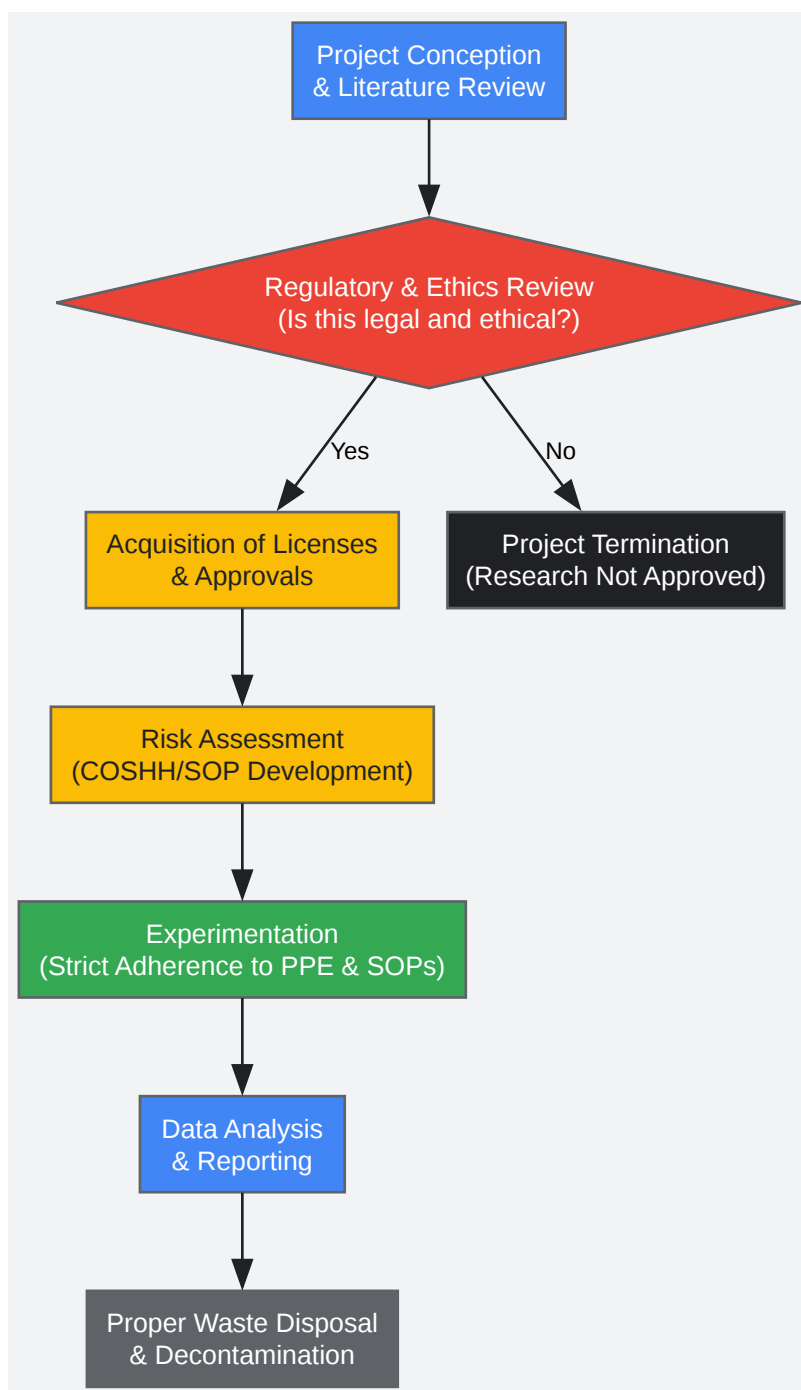 Project Conception
& Literature Review
Regulatory & Ethics Review
(Is this legal and ethical?)
Yes
No
Acquisition of Licenses
& Approvals
Project Termination
(Research Not Approved)
Risk Assessment
(COSHH/SOP Development)
Experimentation
(Strict Adherence to PPE & SOPs)
Data Analysis
& Reporting
Proper Waste Disposal
& Decontamination